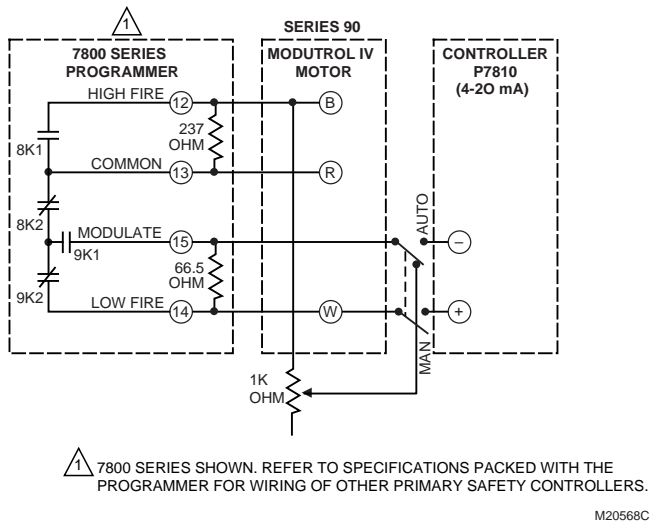 1
SERIES 90
7800 SERIES
PROGRAMMER
MODUTROL IV
MOTOR
CONTROLLER
P7810
(4-2O mA)
HIGH FIRE
12
B
237
OHM
8K1
COMMON
13
R
8K2
MODULATE
15
AUTO
–
9K1
66.5
OHM
9K2
LOW FIRE
14
W
+
MAN
1K
OHM
1
7800 SERIES SHOWN. REFER TO SPECIFICATIONS PACKED WITH THE
PROGRAMMER FOR WIRING OF OTHER PRIMARY SAFETY CONTROLLERS.
M20568C